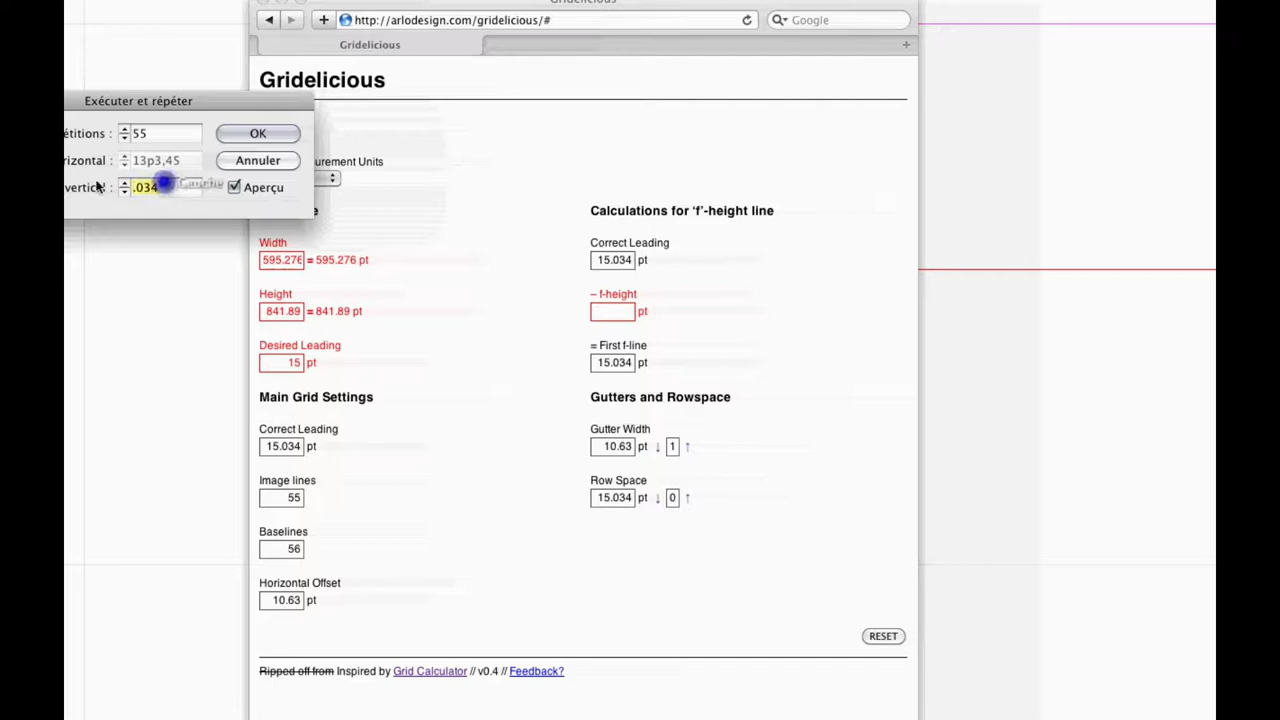 Gridelicious
http://arlodesign.com/gridelicious/#
Google
Gridelicious
Gridelicious
Exécuter et répéter
étitions : 55
OK
rizontal : 13p3,45
Annuler
vertical : .034
Gauche
Aperçu
urement Units
e
Calculations for ‘f’-height line
Width
595.276 = 595.276 pt
Correct Leading
15.034 pt
Height
841.89 = 841.89 pt
– f-height
pt
Desired Leading
15 pt
= First f-line
15.034 pt
Main Grid Settings
Gutters and Rowspace
Correct Leading
15.034 pt
Gutter Width
10.63 pt ↓ 1 ↑
Image lines
55
Row Space
15.034 pt ↓ 0 ↑
Baselines
56
Horizontal Offset
10.63 pt
RESET
Ripped off from Inspired by Grid Calculator // v0.4 // Feedback?